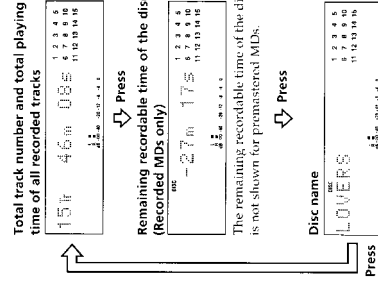 Total track number and total playing
time of all recorded tracks
15tr 46m 08s
1 2 3 4 5
6 7 8 9 10
11 12 13 14 15
Press
Remaining recordable time of the dis
(Recorded MDs only)
DISC
-27m 17s
1 2 3 4 5
6 7 8 9 10
11 12 13 14 15
The remaining recordable time of the di
is not shown for premastered MDs.
Press
Disc name
DISC
LOVERS
1 2 3 4 5
6 7 8 9 10
11 12 13 14 15
Press